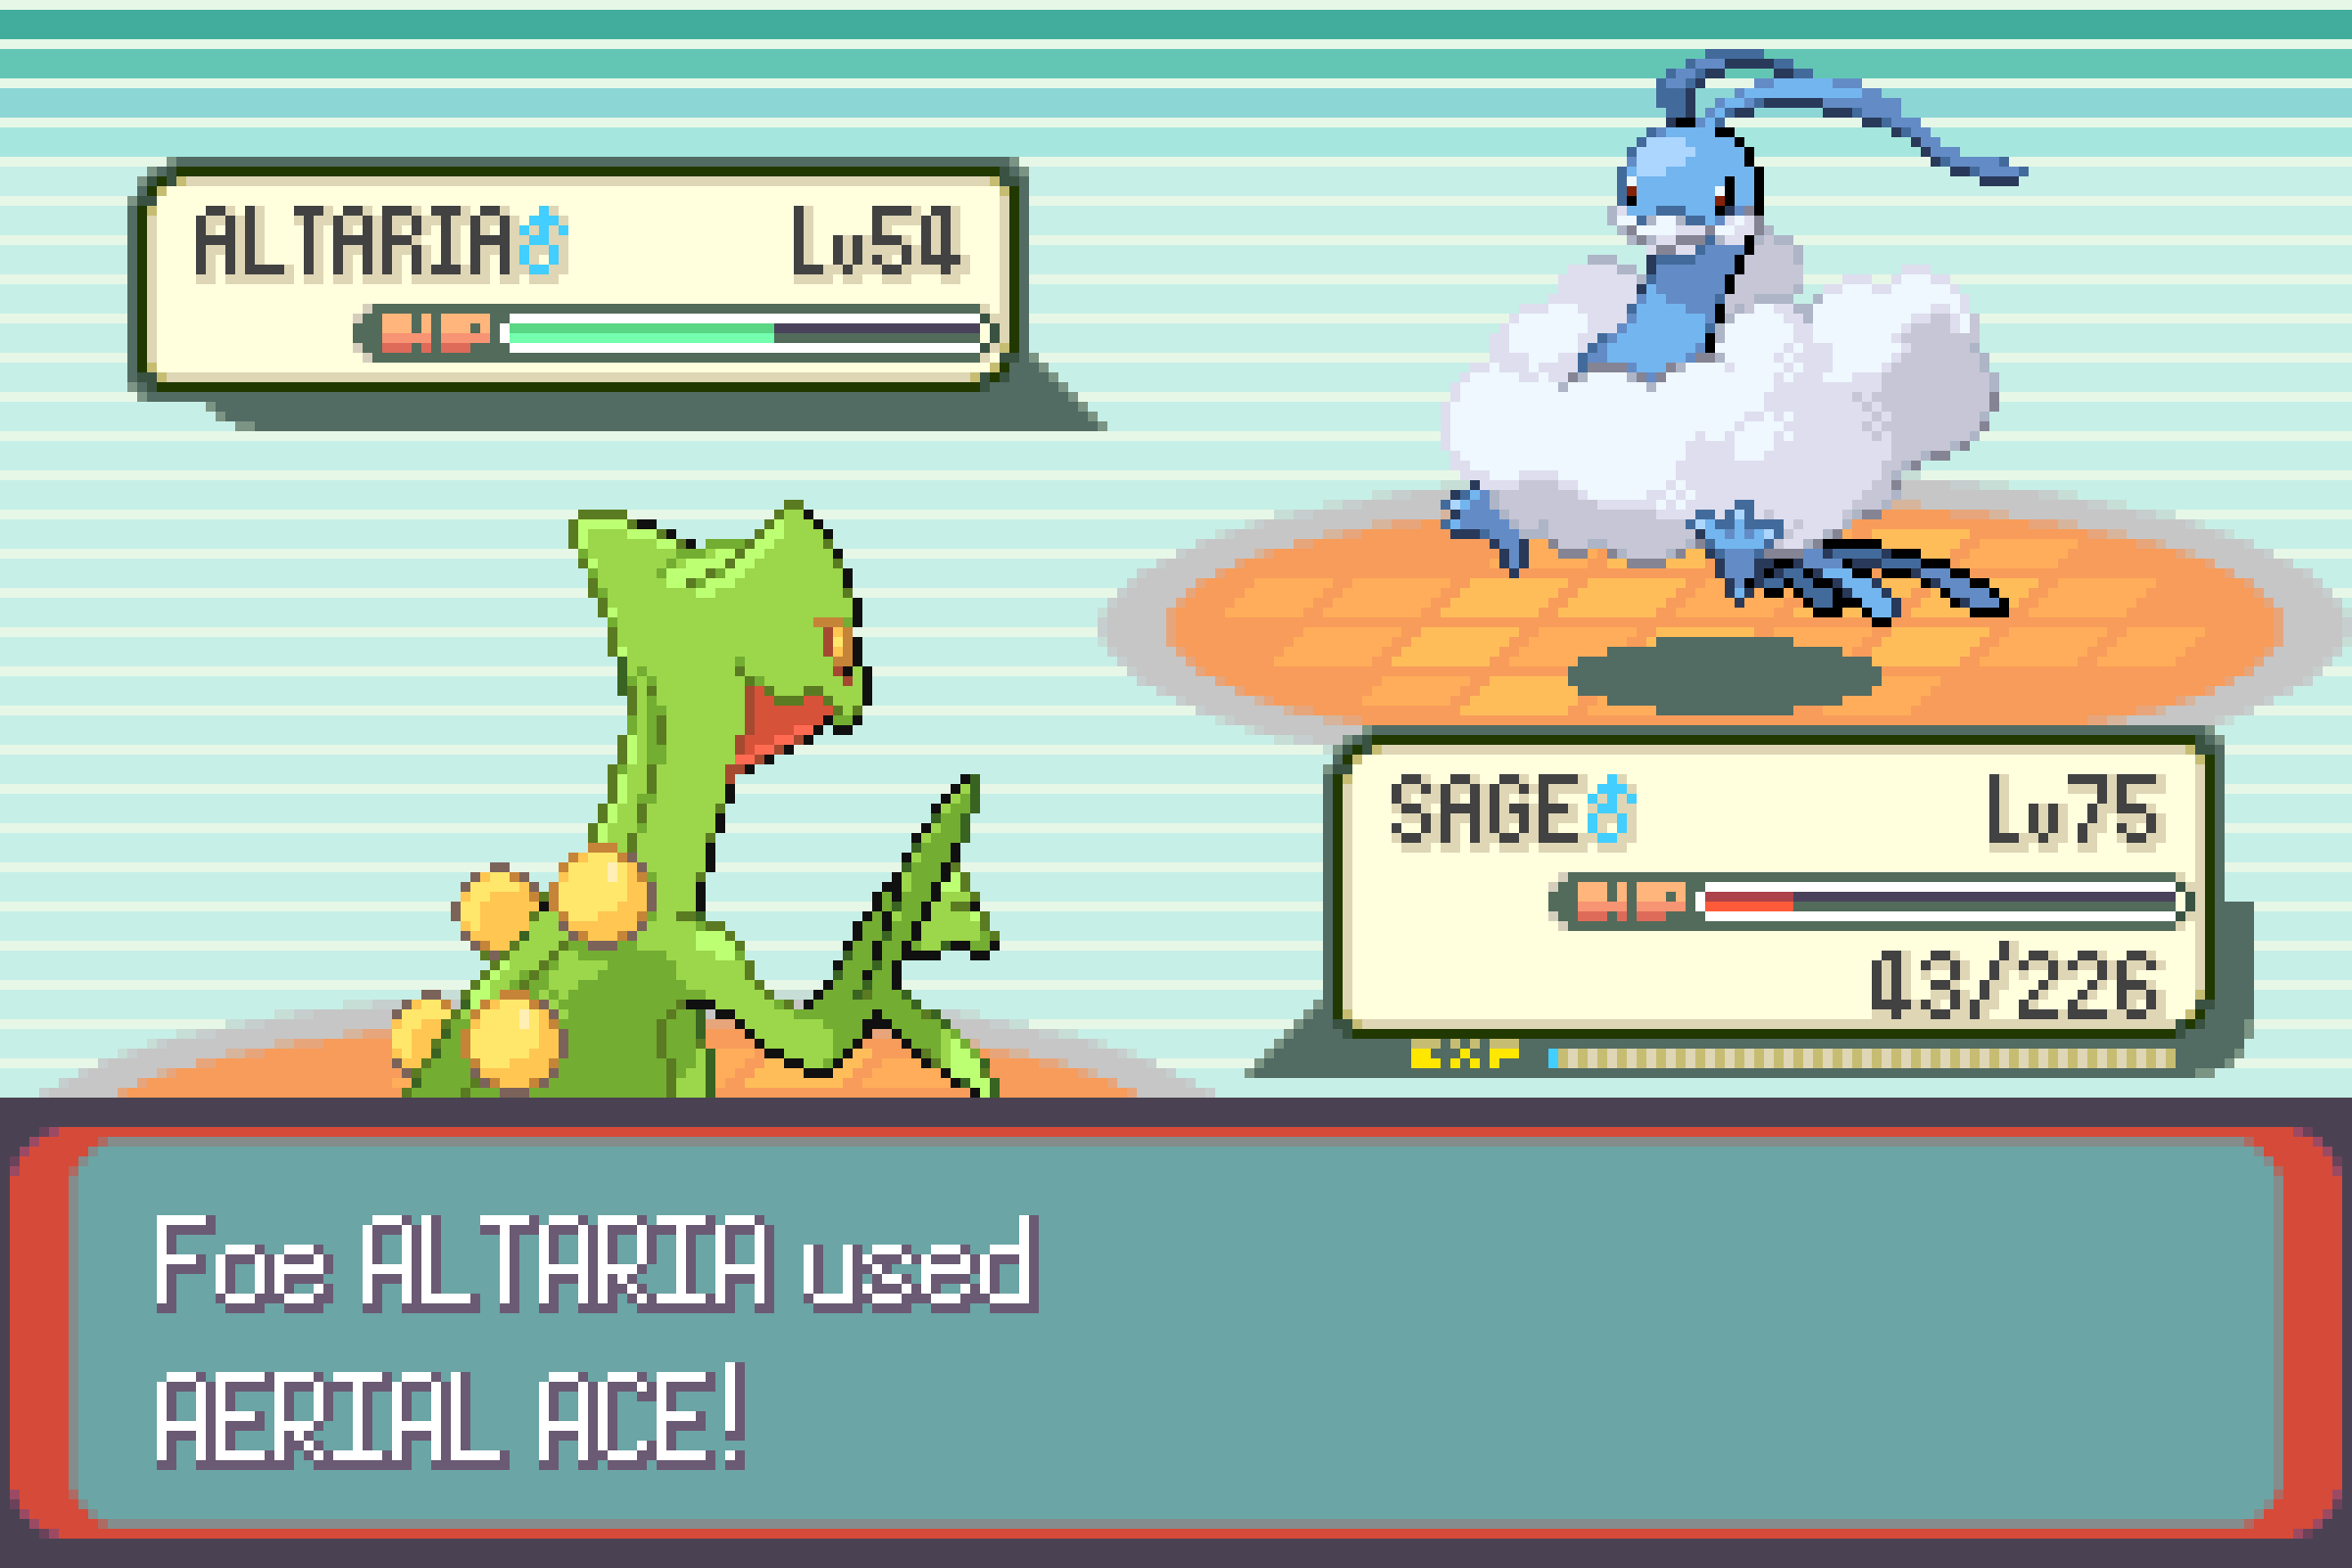 ALTARIA♂ Lv54
HP
SAGE♂ Lv75
HP
43/226
EXP
Foe ALTARIA used
AERIAL ACE!